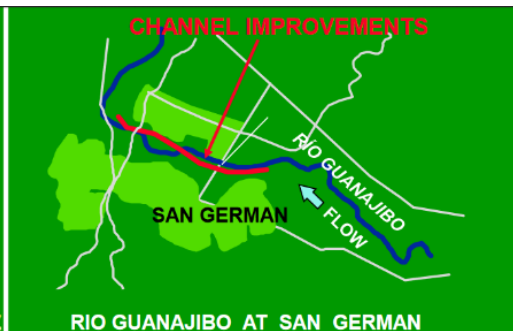 CHANNEL IMPROVEMENTS
RIO GUANAJIBO
FLOW
SAN GERMAN
RIO GUANAJIBO AT SAN GERMAN